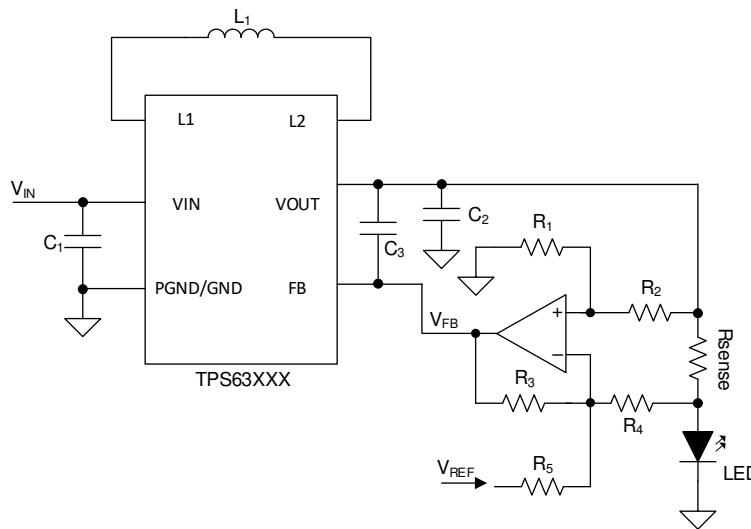 L1
L1
L2
VIN
VIN
VOUT
C1
C3
C2
R1
PGND/GND
FB
R2
VFB
+
−
Rsense
TPS63XXX
R3
R4
VREF
R5
LED